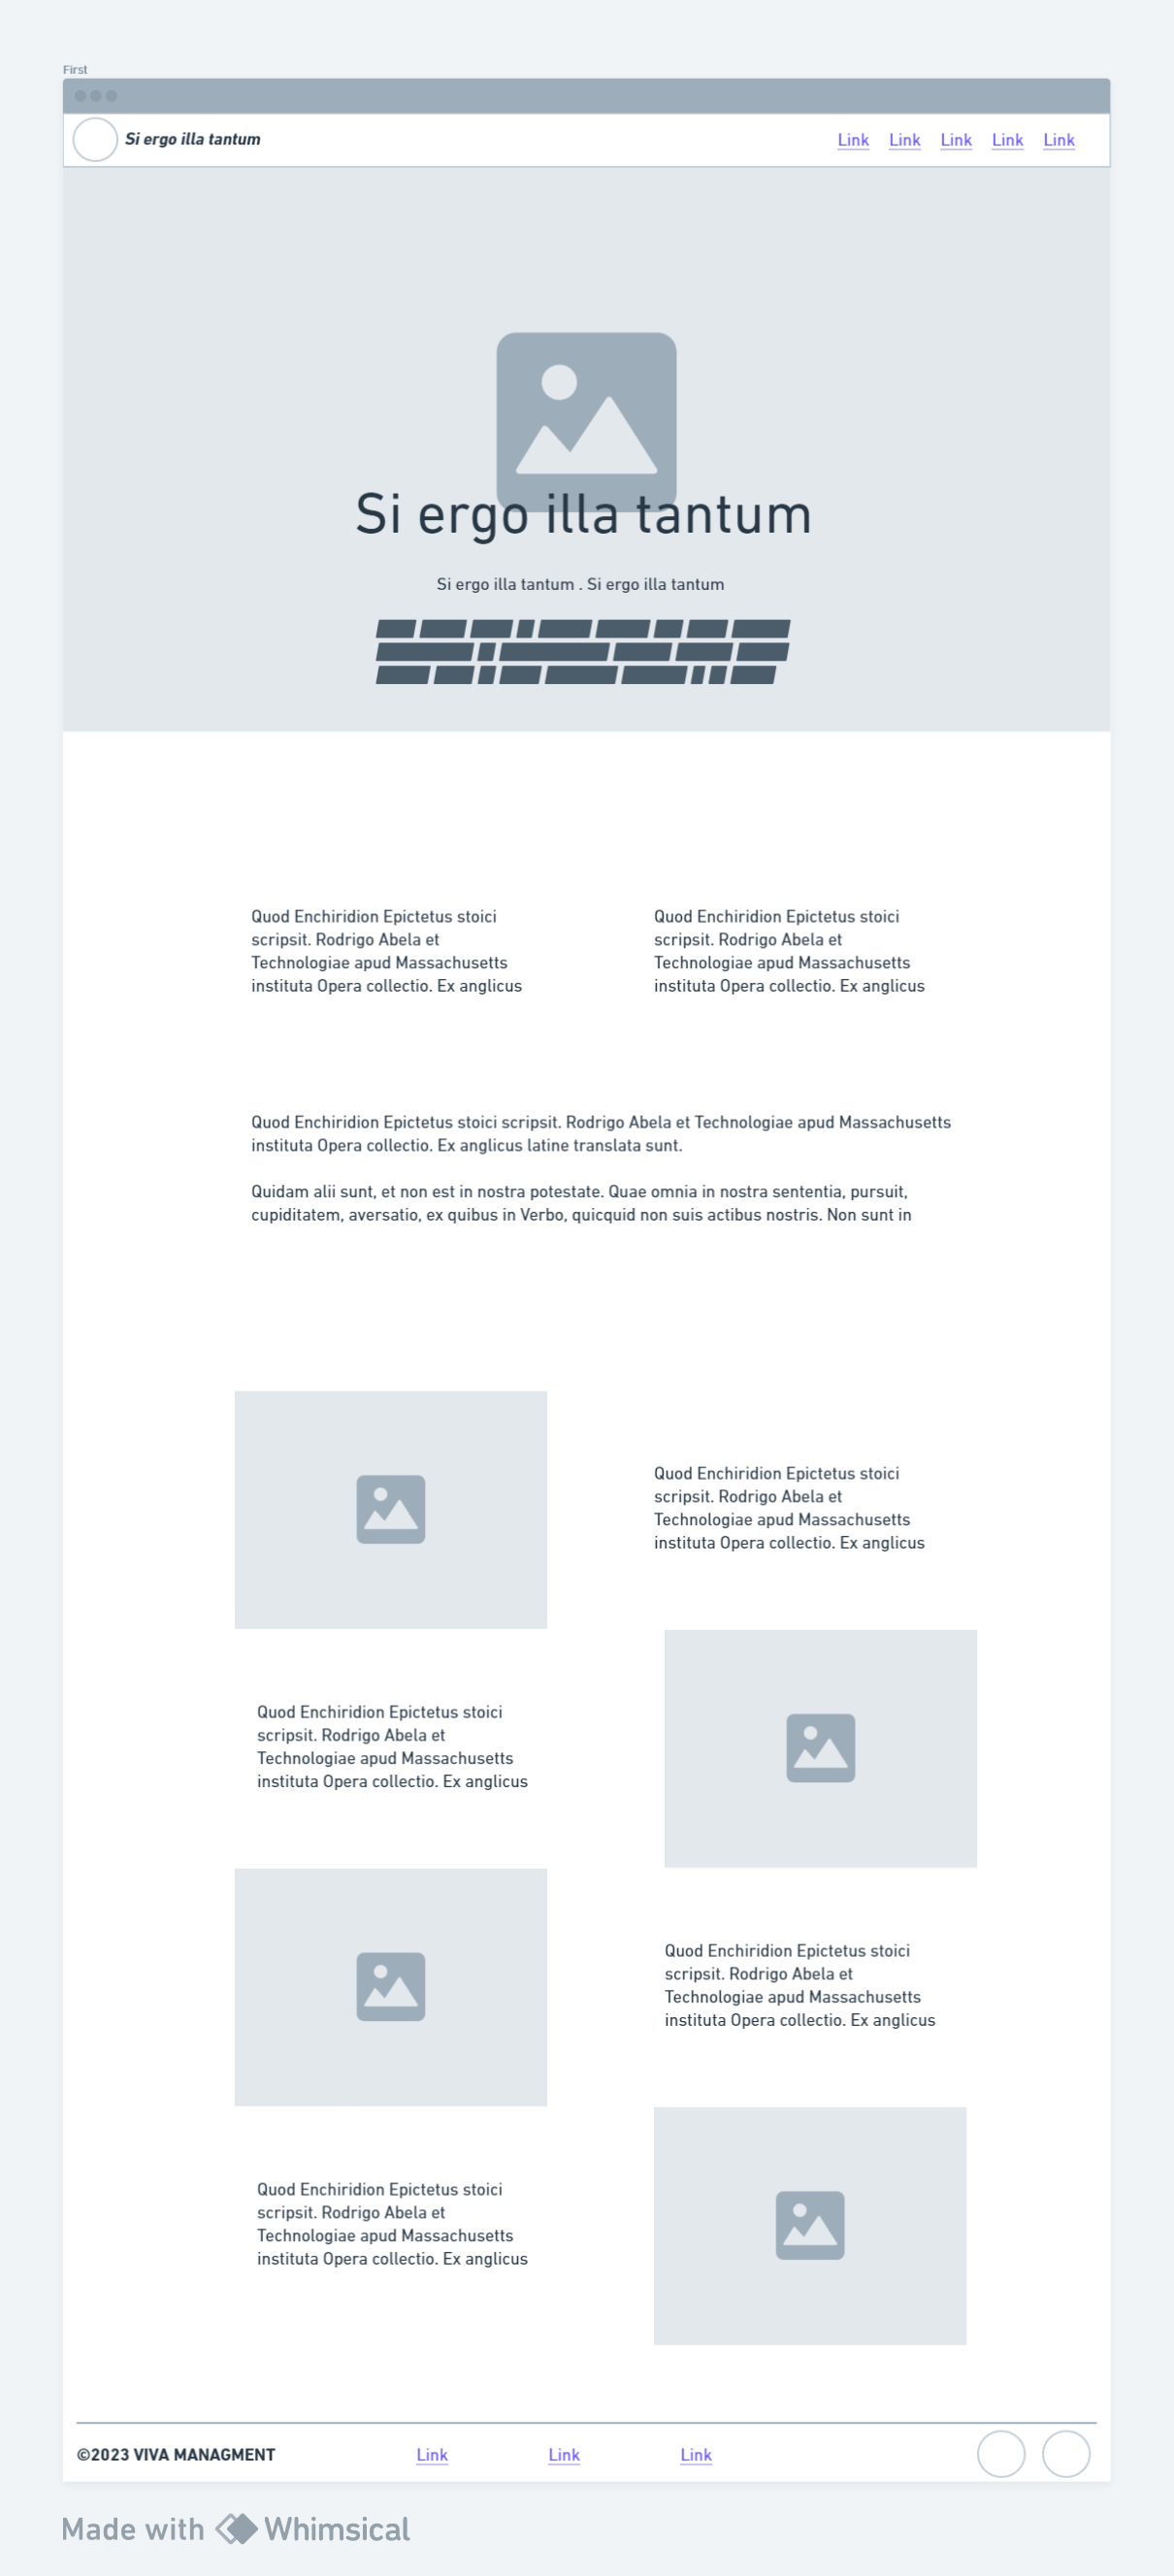 First
Si ergo illa tantum
Link Link Link Link Link
Si ergo illa tantum
Si ergo illa tantum . Si ergo illa tantum
Quod Enchiridion Epictetus stoici
scripsit. Rodrigo Abela et
Technologiae apud Massachusetts
instituta Opera collectio. Ex anglicus
Quod Enchiridion Epictetus stoici
scripsit. Rodrigo Abela et
Technologiae apud Massachusetts
instituta Opera collectio. Ex anglicus
Quod Enchiridion Epictetus stoici scripsit. Rodrigo Abela et Technologiae apud Massachusetts
instituta Opera collectio. Ex anglicus latine translata sunt.
Quidam alii sunt, et non est in nostra potestate. Quae omnia in nostra sententia, pursuit,
cupiditatem, aversatio, ex quibus in Verbo, quicquid non suis actibus nostris. Non sunt in
Quod Enchiridion Epictetus stoici
scripsit. Rodrigo Abela et
Technologiae apud Massachusetts
instituta Opera collectio. Ex anglicus
Quod Enchiridion Epictetus stoici
scripsit. Rodrigo Abela et
Technologiae apud Massachusetts
instituta Opera collectio. Ex anglicus
Quod Enchiridion Epictetus stoici
scripsit. Rodrigo Abela et
Technologiae apud Massachusetts
instituta Opera collectio. Ex anglicus
Quod Enchiridion Epictetus stoici
scripsit. Rodrigo Abela et
Technologiae apud Massachusetts
instituta Opera collectio. Ex anglicus
©2023 VIVA MANAGMENT
Link Link Link
Made with Whimsical